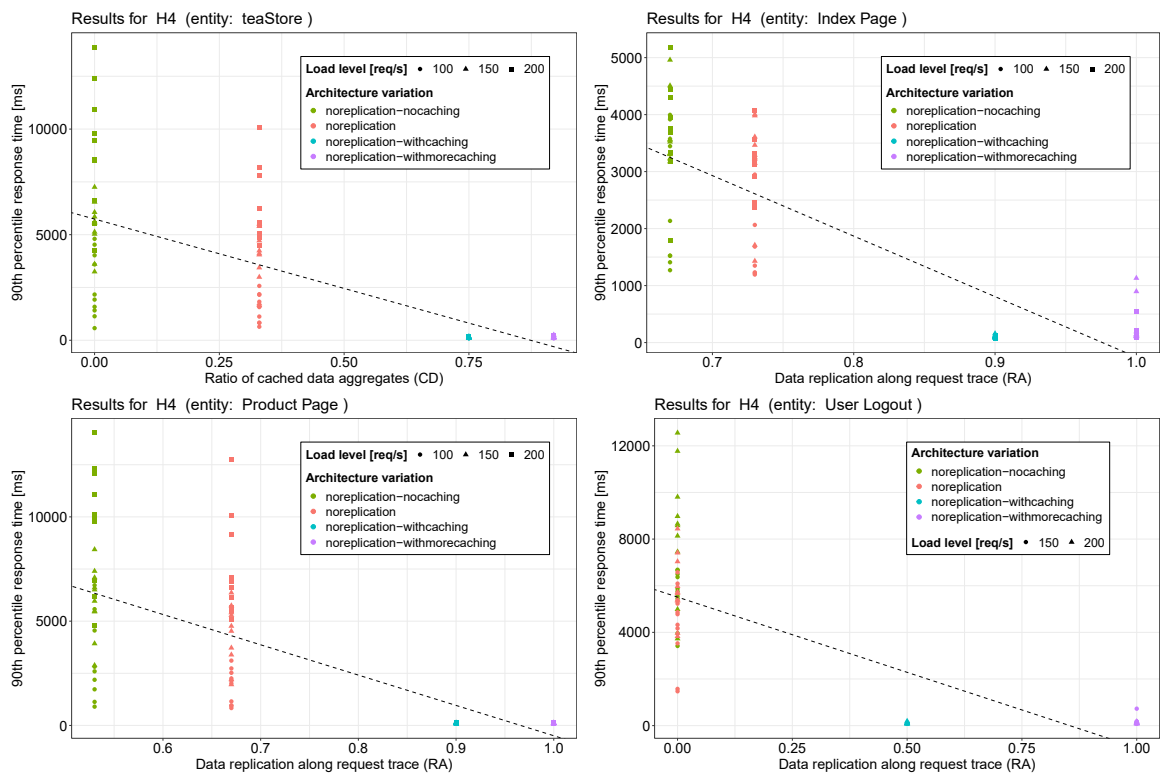 Results for H4 (entity: teaStore )
90th percentile response time [ms]
10000
5000
0
0.00 0.25 0.50 0.75
Ratio of cached data aggregates (CD)
Load level [req/s] 100 150 200
Architecture variation
noreplication−nocaching
noreplication
noreplication−withcaching
noreplication−withmorecaching
Results for H4 (entity: Index Page )
90th percentile response time [ms]
5000
4000
3000
2000
1000
0
0.7 0.8 0.9 1.0
Data replication along request trace (RA)
Load level [req/s] 100 150 200
Architecture variation
noreplication−nocaching
noreplication
noreplication−withcaching
noreplication−withmorecaching
Results for H4 (entity: Product Page )
90th percentile response time [ms]
10000
5000
0
0.6 0.7 0.8 0.9 1.0
Data replication along request trace (RA)
Load level [req/s] 100 150 200
Architecture variation
noreplication−nocaching
noreplication
noreplication−withcaching
noreplication−withmorecaching
Results for H4 (entity: User Logout )
90th percentile response time [ms]
12000
8000
4000
0
0.00 0.25 0.50 0.75 1.00
Data replication along request trace (RA)
Architecture variation
noreplication−nocaching
noreplication
noreplication−withcaching
noreplication−withmorecaching
Load level [req/s] 150 200